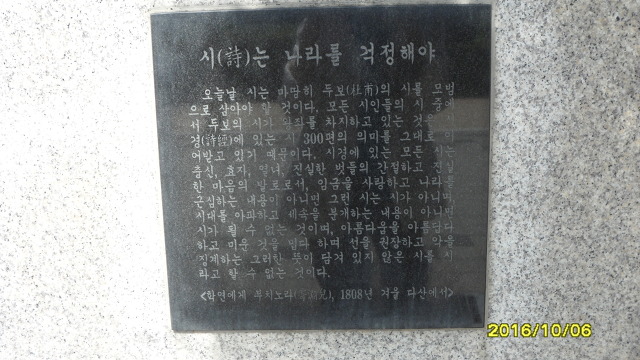 시(詩)는 나라를 걱정해야
오늘날 시는 마땅히 두보(杜甫)의 시를 모범
으로 삼아야 할 것이다. 모든 시인들의 시 중에
서 두보의 시가 왕좌를 차지하고 있는 것은 시
경(詩經)에 있는 시 300편의 의미를 그대로 이
어받고 있기 때문이다. 시경에 있는 모든 시는
충신, 효자, 열녀, 진실한 벗들의 간절하고 진실
한 마음의 발로로서, 임금을 사랑하고 나라를
근심하는 내용이 아니면 그런 시는 시가 아니며,
시대를 아파하고 세속을 분개하는 내용이 아니면
시가 될 수 없는 것이며, 아름다움을 아름답다
하고 미운 것을 밉다 하며 선을 권장하고 악을
징계하는 그러한 뜻이 담겨 있지 않은 시를 시
라고 할 수 없는 것이다.
<학연에게 부치노라(寄淵兒), 1808년 겨울 다산에서>
2016/10/06